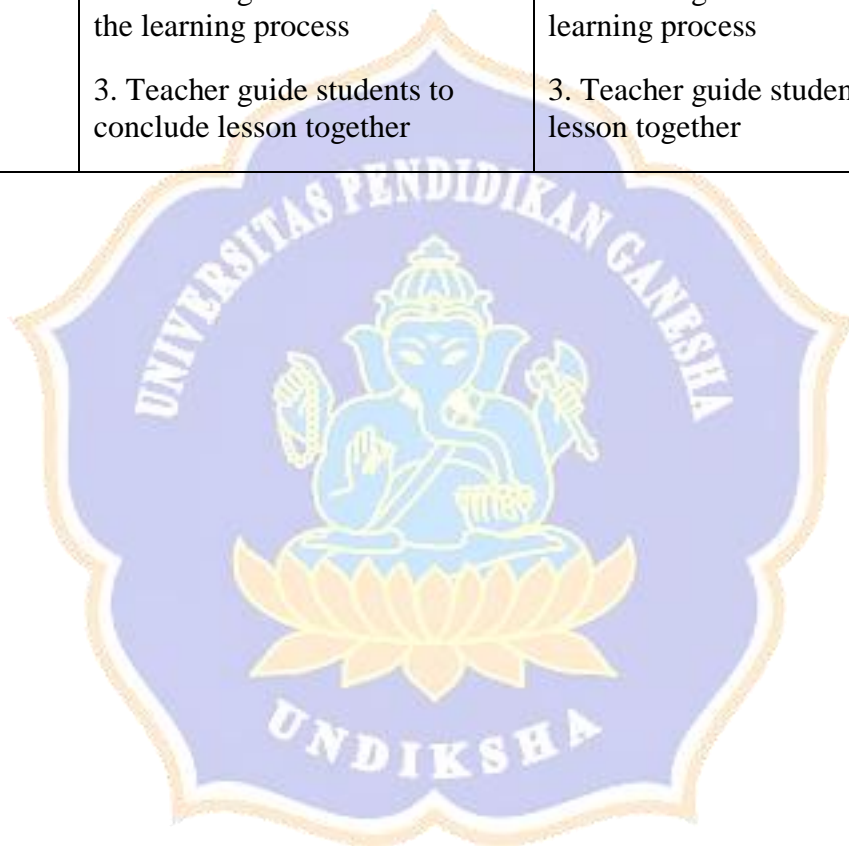 the learning process
3. Teacher guide students to
conclude lesson together
learning process
3. Teacher guide
lesson together
UNIVERSITAS PENDIDIKAN GANESHA
UNDIKSHA